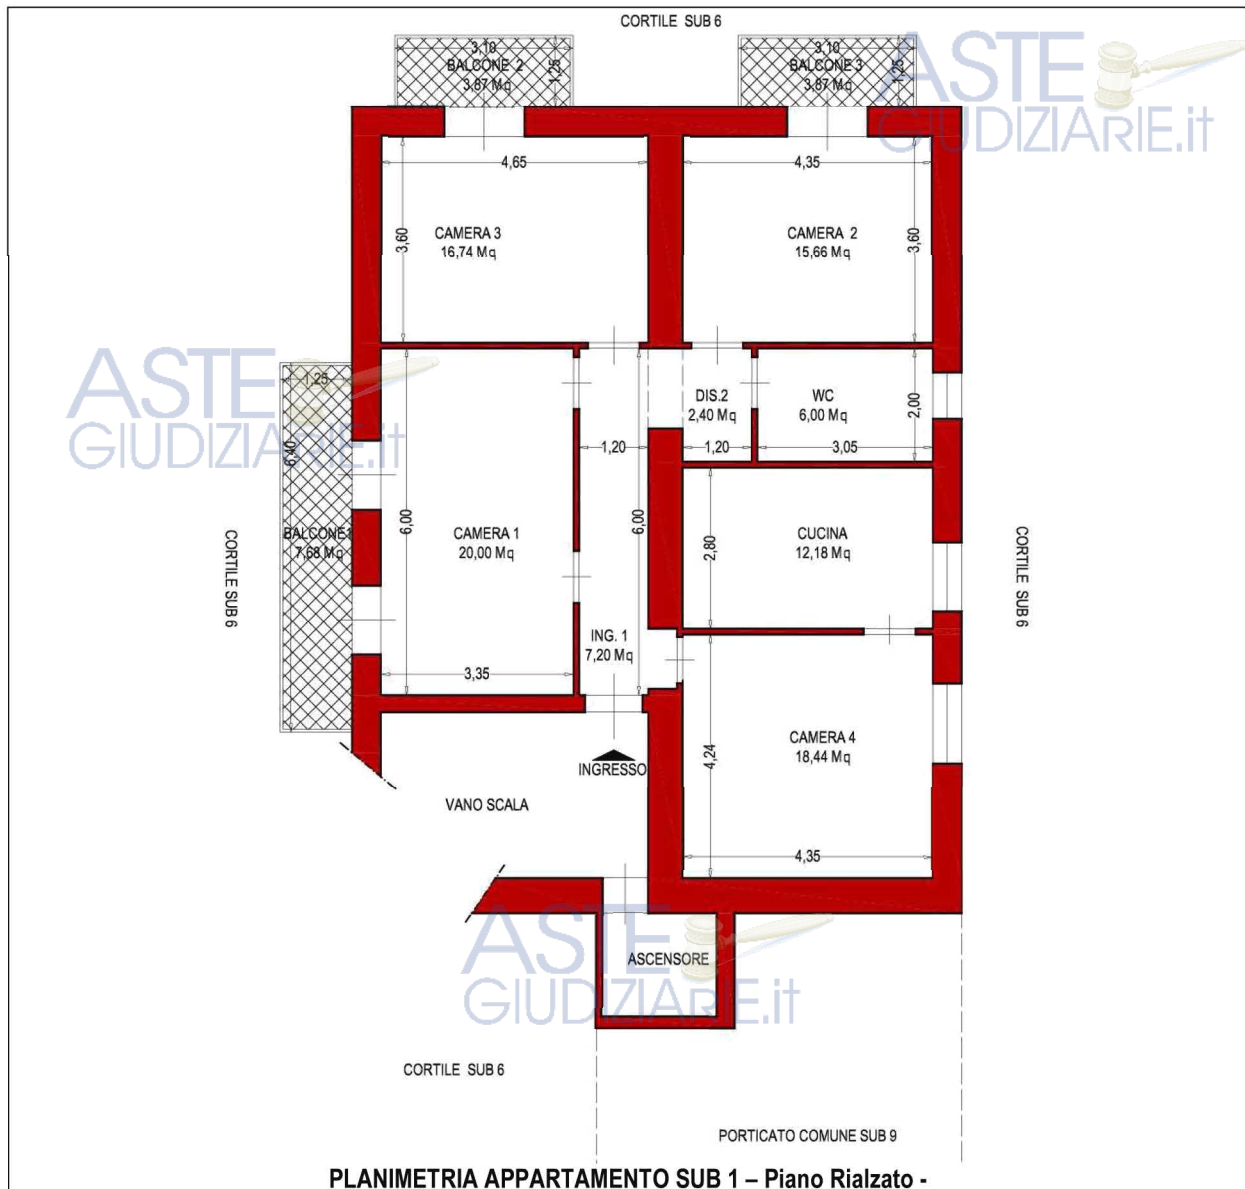 CORTILE SUB 6
3,10
BALCONE 2
3,87 Mq
1,25
3,10
BALCONE 3
3,87 Mq
1,25
ASTE
GIUDIZIARIE.it
4,65
4,35
3,60
CAMERA 3
16,74 Mq
CAMERA 2
15,66 Mq
3,60
ASTE
GIUDIZIARIE.it
1,25
6,40
BALCONE1
7,68 Mq
DIS.2
2,40 Mq
WC
6,00 Mq
2,00
1,20
1,20
3,05
6,00
CAMERA 1
20,00 Mq
6,00
2,80
CUCINA
12,18 Mq
CORTILE SUB 6
CORTILE SUB 6
ING. 1
7,20 Mq
3,35
4,24
CAMERA 4
18,44 Mq
INGRESSO
VANO SCALA
4,35
ASTE
GIUDIZIARIE.it
ASCENSORE
CORTILE SUB 6
PORTICATO COMUNE SUB 9
PLANIMETRIA APPARTAMENTO SUB 1 – Piano Rialzato -